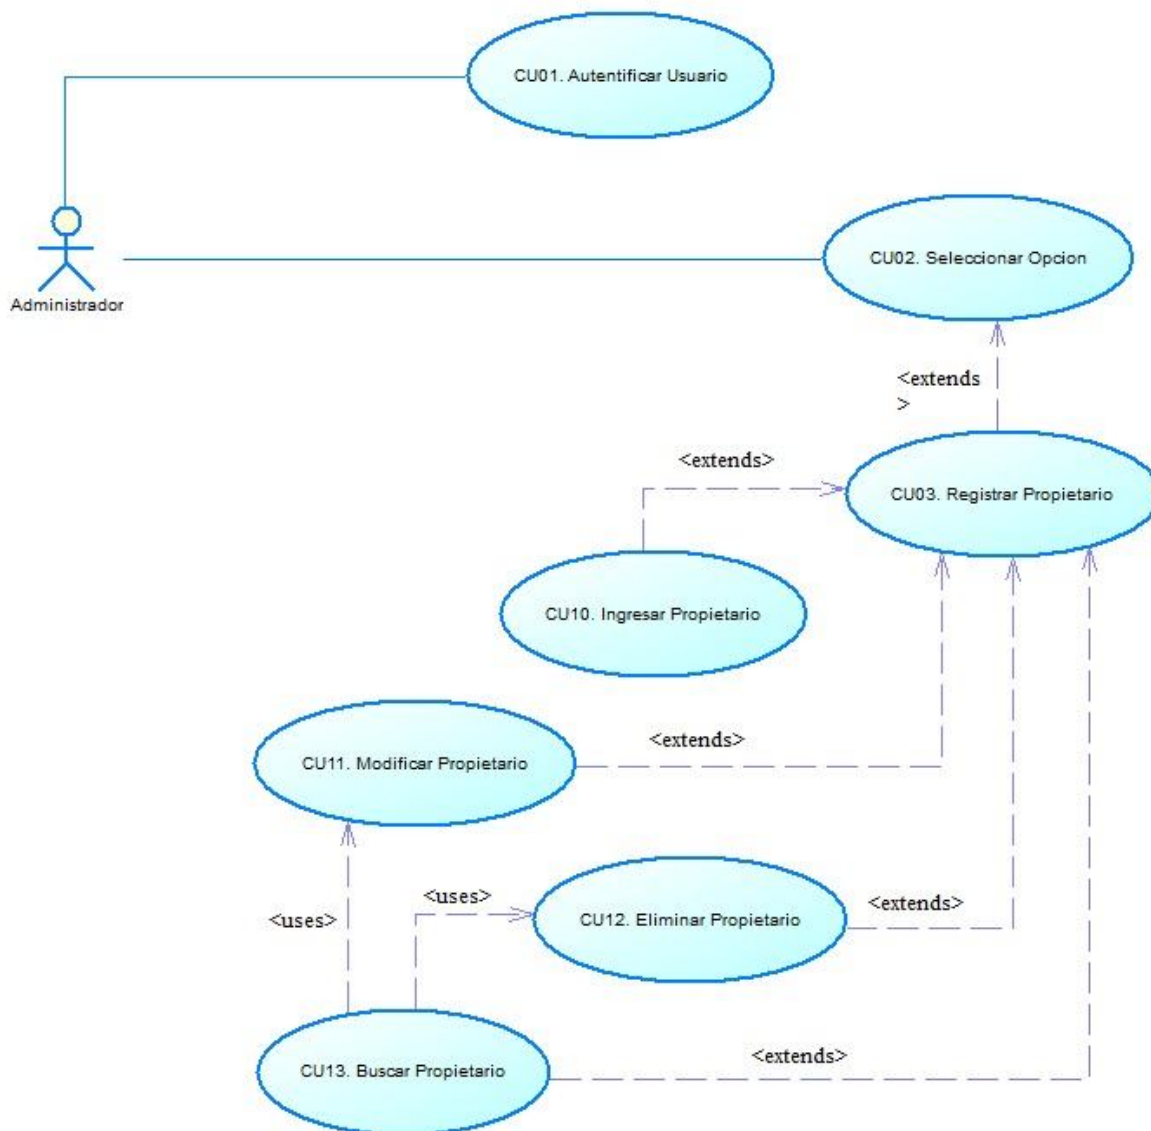 CU01. Autentificar Usuario
CU02. Seleccionar Opcion
Administrador
<extends
>
<extends>
CU03. Registrar Propietario
CU10. Ingresar Propietario
<extends>
CU11. Modificar Propietario
<uses>
<extends>
<uses>
CU12. Eliminar Propietario
<extends>
CU13. Buscar Propietario